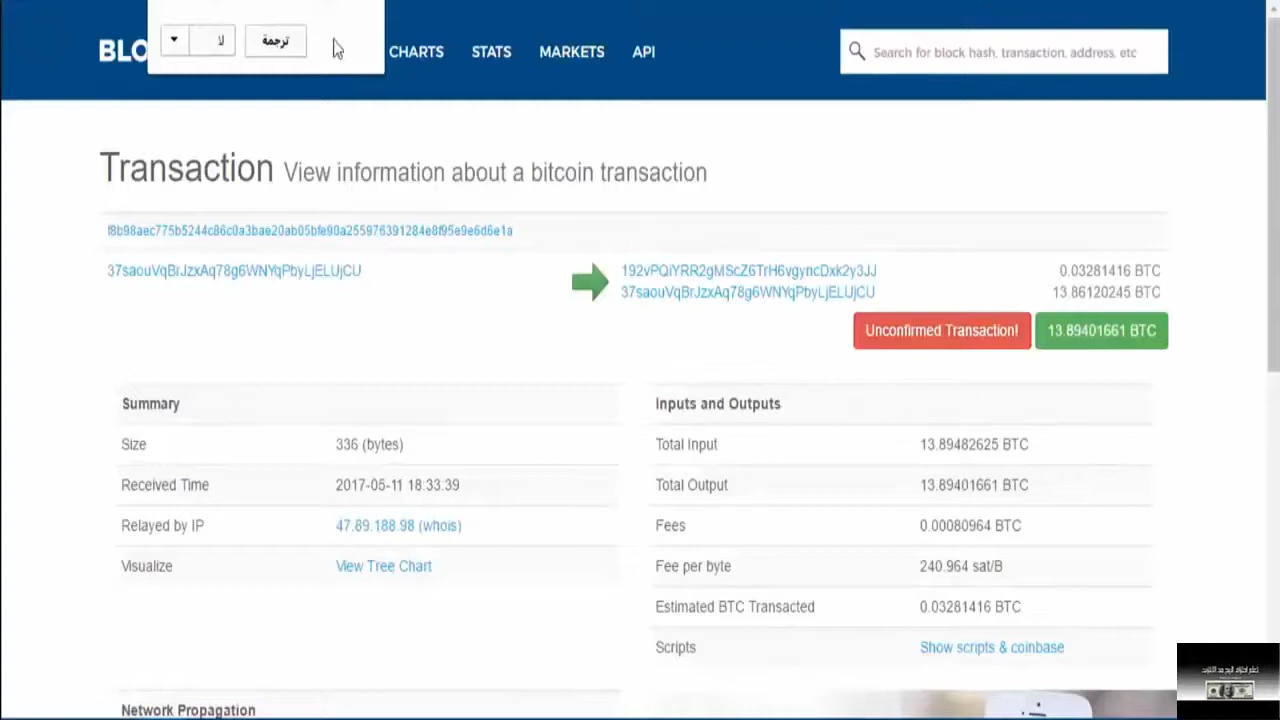 BLO
لا
ترجمة
CHARTS STATS MARKETS API
Search for block hash, transaction, address, etc
Transaction View information about a bitcoin transaction
f8b98aec775b5244c86c0a3bae20ab05bfe90a255976391284e8f95e9e6d6e1a
37saouVqBrJzxAq78g6WNYqPbyLjELUjCU
192vPQiYRR2gMScZ6TrH6vgyncDxk2y3JJ 0.03281416 BTC
37saouVqBrJzxAq78g6WNYqPbyLjELUjCU 13.86120245 BTC
Unconfirmed Transaction! 13.89401661 BTC
Summary
Size 336 (bytes)
Received Time 2017-05-11 18:33:39
Relayed by IP 47.89.188.98 (whois)
Visualize View Tree Chart
Inputs and Outputs
Total Input 13.89482625 BTC
Total Output 13.89401661 BTC
Fees 0.00080964 BTC
Fee per byte 240.964 sat/B
Estimated BTC Transacted 0.03281416 BTC
Scripts Show scripts & coinbase
Network Propagation